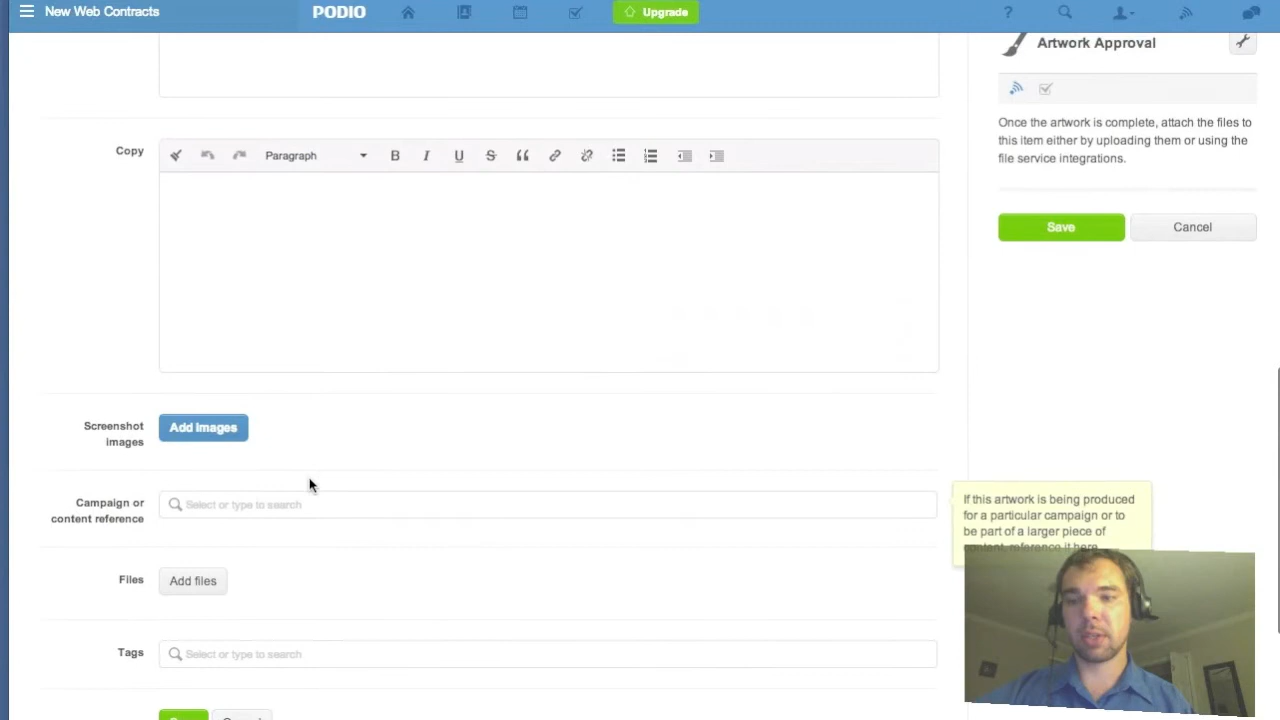 New Web Contracts
PODIO
Upgrade
Artwork Approval
Once the artwork is complete, attach the files to
this item either by uploading them or using the
file service integrations.
Save
Cancel
Copy
Paragraph
B I U S
Screenshot
images
Add images
Campaign or
content reference
Select or type to search
If this artwork is being produced
for a particular campaign or to
be part of a larger piece of
content, reference it here
Files
Add files
Tags
Select or type to search